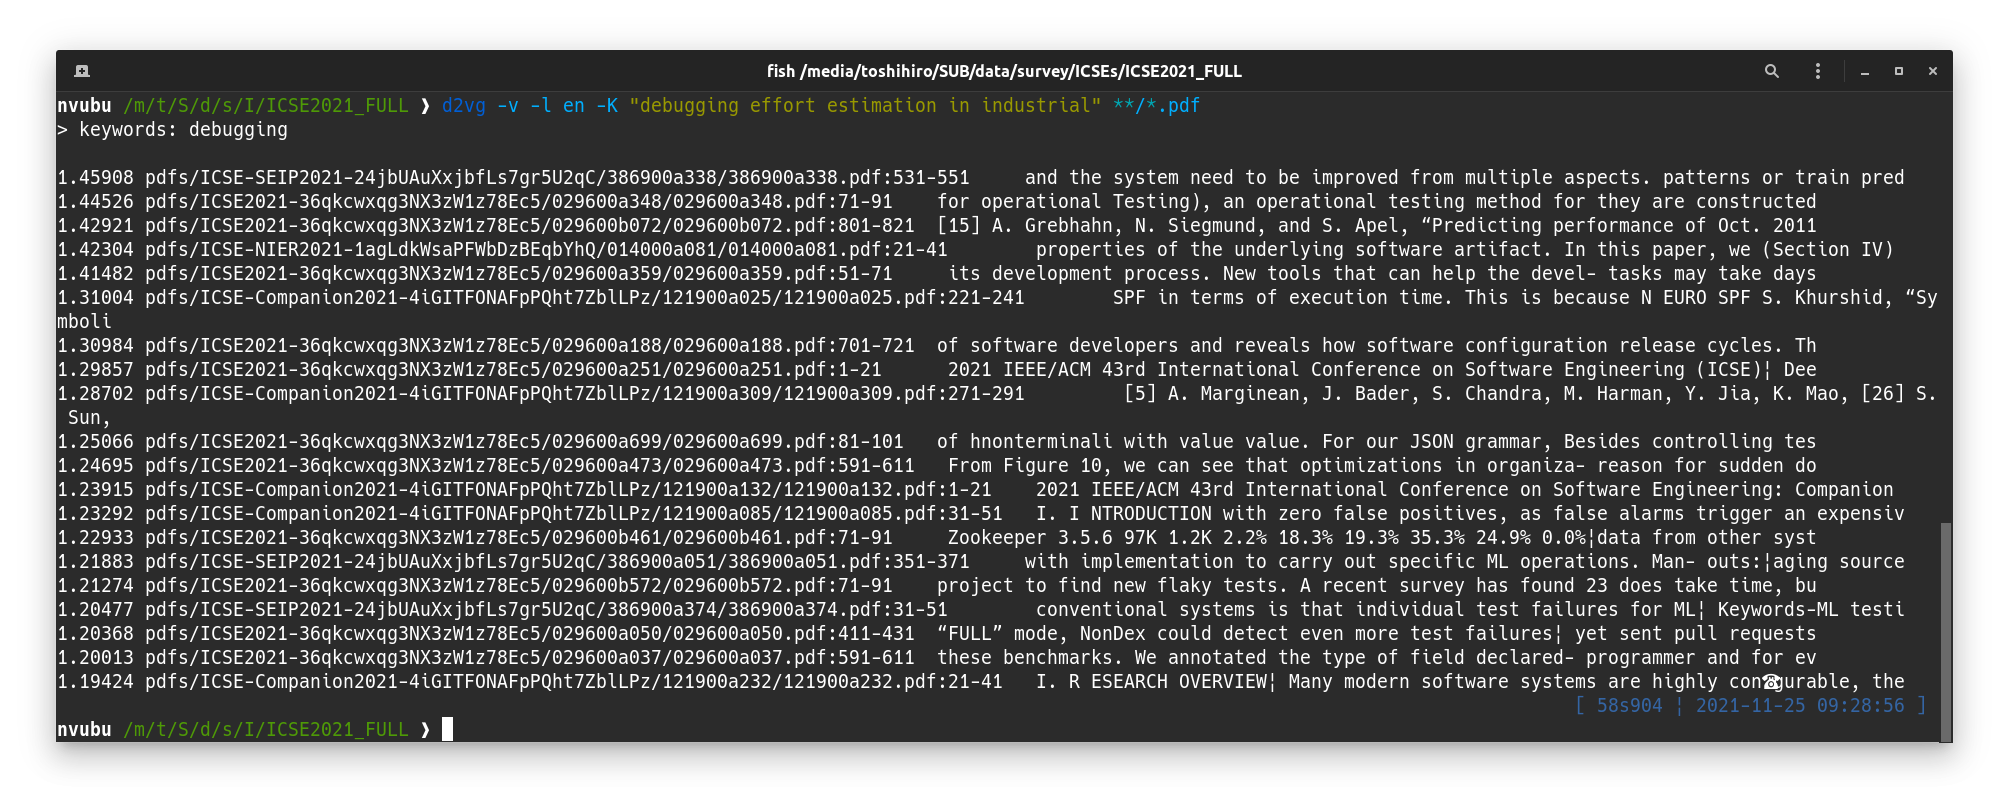 fish /media/toshihiro/SUB/data/survey/ICSEs/ICSE2021_FULL
nvubu /m/t/S/d/s/I/ICSE2021_FULL ❯ d2vg -v -l en -K "debugging effort estimation in industrial" **/*.pdf
> keywords: debugging
1.45908 pdfs/ICSE-SEIP2021-24jbUAuXxjbfLs7gr5U2qC/386900a338/386900a338.pdf:531-551 and the system need to be improved from multiple aspects. patterns or train pred
1.44526 pdfs/ICSE2021-36qkcwxqg3NX3zW1z78Ec5/029600a348/029600a348.pdf:71-91 for operational Testing), an operational testing method for they are constructed
1.42921 pdfs/ICSE2021-36qkcwxqg3NX3zW1z78Ec5/029600b072/029600b072.pdf:801-821 [15] A. Grebhahn, N. Siegmund, and S. Apel, “Predicting performance of Oct. 2011
1.42304 pdfs/ICSE-NIER2021-1agLdkWsaPFWbDzBEqbYhQ/014000a081/014000a081.pdf:21-41 properties of the underlying software artifact. In this paper, we (Section IV)
1.41482 pdfs/ICSE2021-36qkcwxqg3NX3zW1z78Ec5/029600a359/029600a359.pdf:51-71 its development process. New tools that can help the devel- tasks may take days
1.31004 pdfs/ICSE-Companion2021-4iGITFONAFpPQht7ZblLPz/121900a025/121900a025.pdf:221-241 SPF in terms of execution time. This is because N EURO SPF S. Khurshid, “Sy
mboli
1.30984 pdfs/ICSE2021-36qkcwxqg3NX3zW1z78Ec5/029600a188/029600a188.pdf:701-721 of software developers and reveals how software configuration release cycles. Th
1.29857 pdfs/ICSE2021-36qkcwxqg3NX3zW1z78Ec5/029600a251/029600a251.pdf:1-21 2021 IEEE/ACM 43rd International Conference on Software Engineering (ICSE)¦ Dee
1.28702 pdfs/ICSE-Companion2021-4iGITFONAFpPQht7ZblLPz/121900a309/121900a309.pdf:271-291 [5] A. Marginean, J. Bader, S. Chandra, M. Harman, Y. Jia, K. Mao, [26] S.
Sun,
1.25066 pdfs/ICSE2021-36qkcwxqg3NX3zW1z78Ec5/029600a699/029600a699.pdf:81-101 of hnonterminali with value value. For our JSON grammar, Besides controlling tes
1.24695 pdfs/ICSE2021-36qkcwxqg3NX3zW1z78Ec5/029600a473/029600a473.pdf:591-611 From Figure 10, we can see that optimizations in organiza- reason for sudden do
1.23915 pdfs/ICSE-Companion2021-4iGITFONAFpPQht7ZblLPz/121900a132/121900a132.pdf:1-21 2021 IEEE/ACM 43rd International Conference on Software Engineering: Companion
1.23292 pdfs/ICSE-Companion2021-4iGITFONAFpPQht7ZblLPz/121900a085/121900a085.pdf:31-51 I. I NTRODUCTION with zero false positives, as false alarms trigger an expensiv
1.22933 pdfs/ICSE2021-36qkcwxqg3NX3zW1z78Ec5/029600b461/029600b461.pdf:71-91 Zookeeper 3.5.6 97K 1.2K 2.2% 18.3% 19.3% 35.3% 24.9% 0.0%¦data from other syst
1.21883 pdfs/ICSE-SEIP2021-24jbUAuXxjbfLs7gr5U2qC/386900a051/386900a051.pdf:351-371 with implementation to carry out specific ML operations. Man- outs:¦aging source
1.21274 pdfs/ICSE2021-36qkcwxqg3NX3zW1z78Ec5/029600b572/029600b572.pdf:71-91 project to find new flaky tests. A recent survey has found 23 does take time, bu
1.20477 pdfs/ICSE-SEIP2021-24jbUAuXxjbfLs7gr5U2qC/386900a374/386900a374.pdf:31-51 conventional systems is that individual test failures for ML¦ Keywords-ML testi
1.20368 pdfs/ICSE2021-36qkcwxqg3NX3zW1z78Ec5/029600a050/029600a050.pdf:411-431 “FULL” mode, NonDex could detect even more test failures¦ yet sent pull requests
1.20013 pdfs/ICSE2021-36qkcwxqg3NX3zW1z78Ec5/029600a037/029600a037.pdf:591-611 these benchmarks. We annotated the type of field declared- programmer and for ev
1.19424 pdfs/ICSE-Companion2021-4iGITFONAFpPQht7ZblLPz/121900a232/121900a232.pdf:21-41 I. R ESEARCH OVERVIEW¦ Many modern software systems are highly con☎gurable, the
[ 58s904 ¦ 2021-11-25 09:28:56 ]
nvubu /m/t/S/d/s/I/ICSE2021_FULL ❯